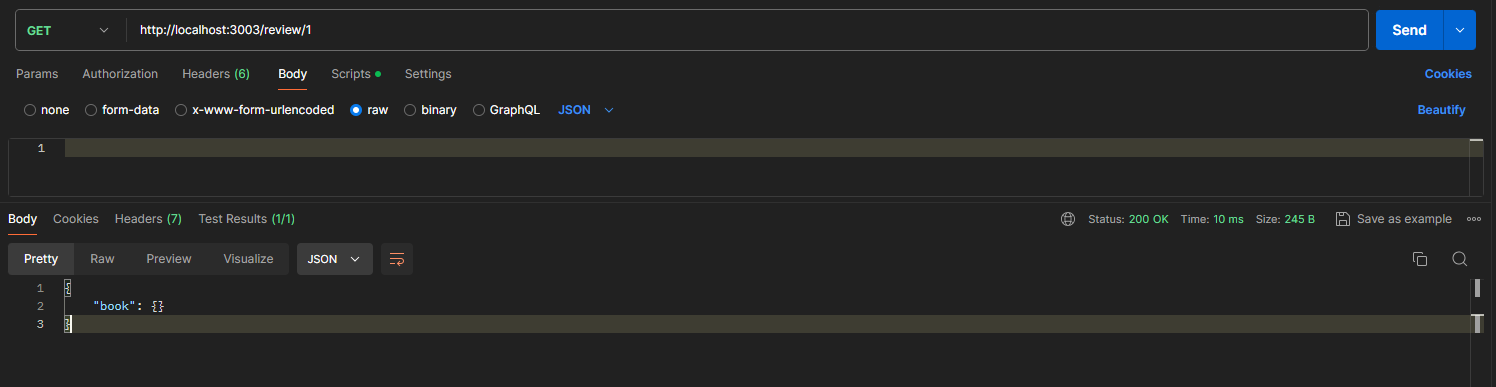 GET http://localhost:3003/review/1 Send
Params Authorization Headers (6) Body Scripts Settings Cookies
none form-data x-www-form-urlencoded raw binary GraphQL JSON Beautify
1
Body Cookies Headers (7) Test Results (1/1) Status: 200 OK Time: 10 ms Size: 245 B Save as example
Pretty Raw Preview Visualize JSON
1 {
2 "book": {}
3 }